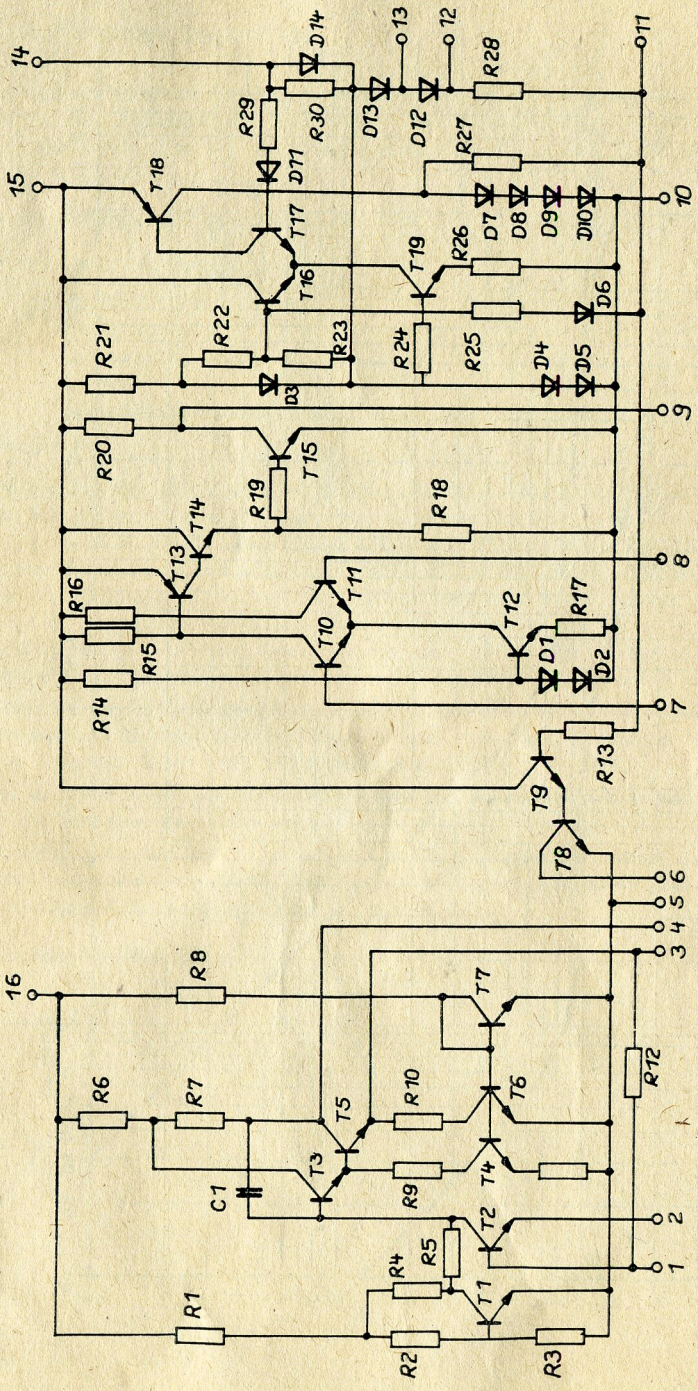 16
15
14
R1
R6
R7
C1
R8
T3
T5
R4
R5
R2
T1
R3
T2
R9
T4
R10
T6
T7
R12
1
2
3
4
5
6
T8
T9
R13
R14
R15
R16
T13
T14
T10
T11
T12
D1
D2
R17
R18
R19
T15
R20
R21
R22
R23
D3
T16
T17
T18
R24
T19
R25
R26
D4
D5
D6
7
8
9
R29
R30
D11
D14
D13
13
D12
12
R28
R27
D7
D8
D9
D10
10
11